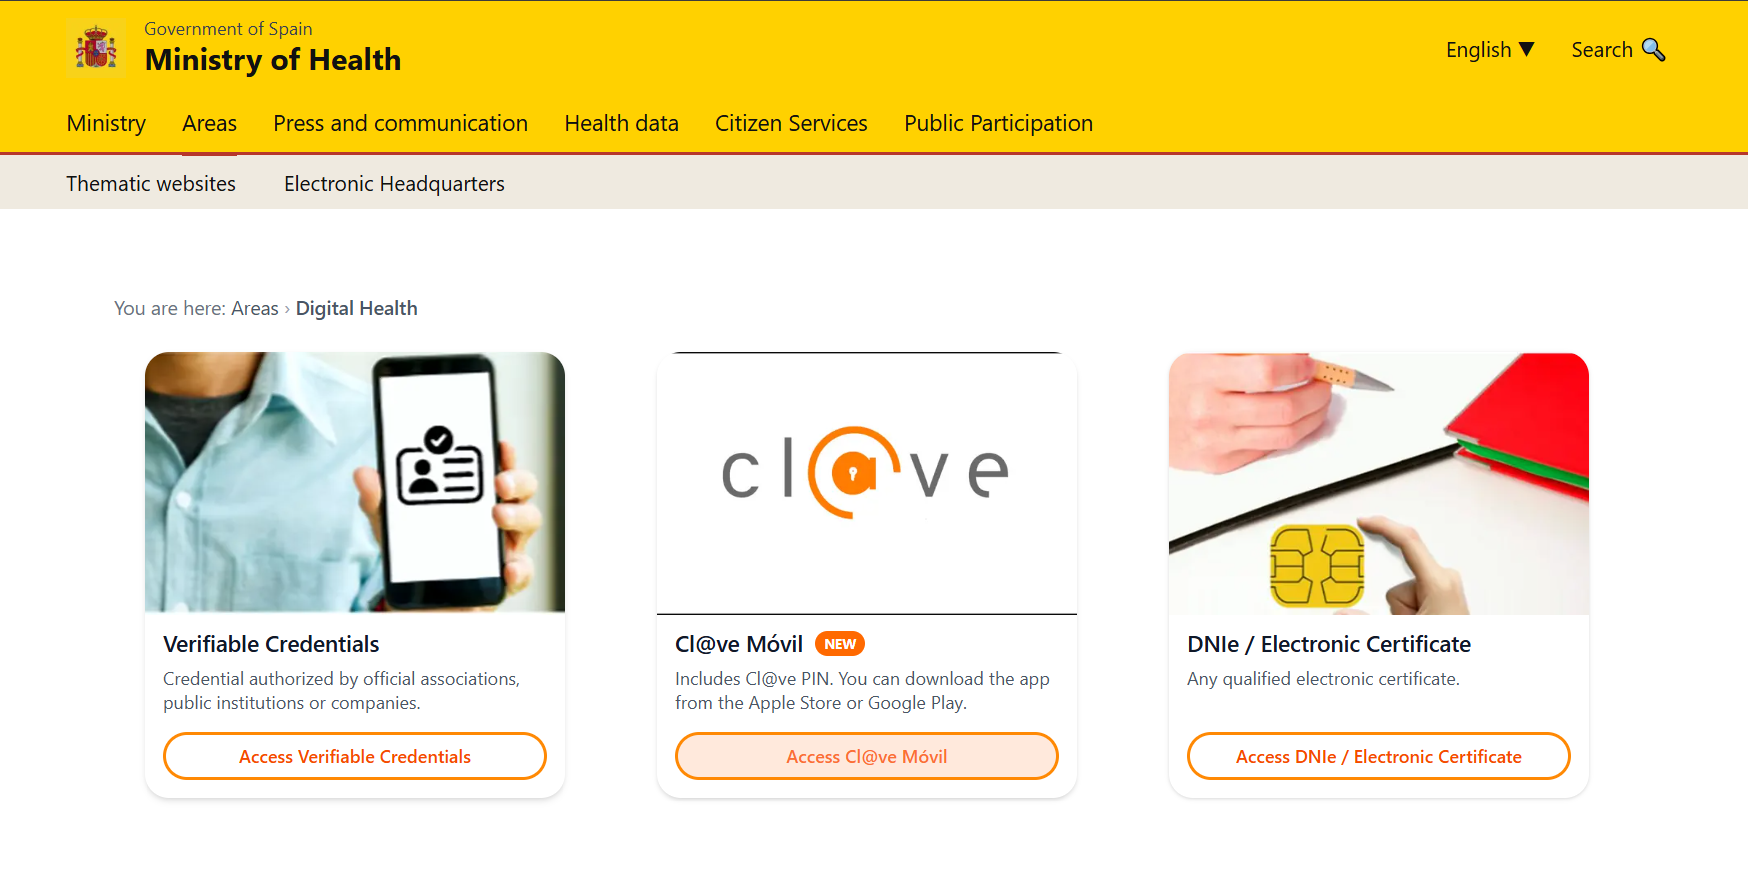 Government of Spain
Ministry of Health
English ▼
Search
Ministry
Areas
Press and communication
Health data
Citizen Services
Public Participation
Thematic websites
Electronic Headquarters
You are here: Areas › Digital Health
Verifiable Credentials
Credential authorized by official associations,
public institutions or companies.
Access Verifiable Credentials
cl@ve
Cl@ve Móvil NEW
Includes Cl@ve PIN. You can download the app
from the Apple Store or Google Play.
Access Cl@ve Móvil
DNIe / Electronic Certificate
Any qualified electronic certificate.
Access DNIe / Electronic Certificate